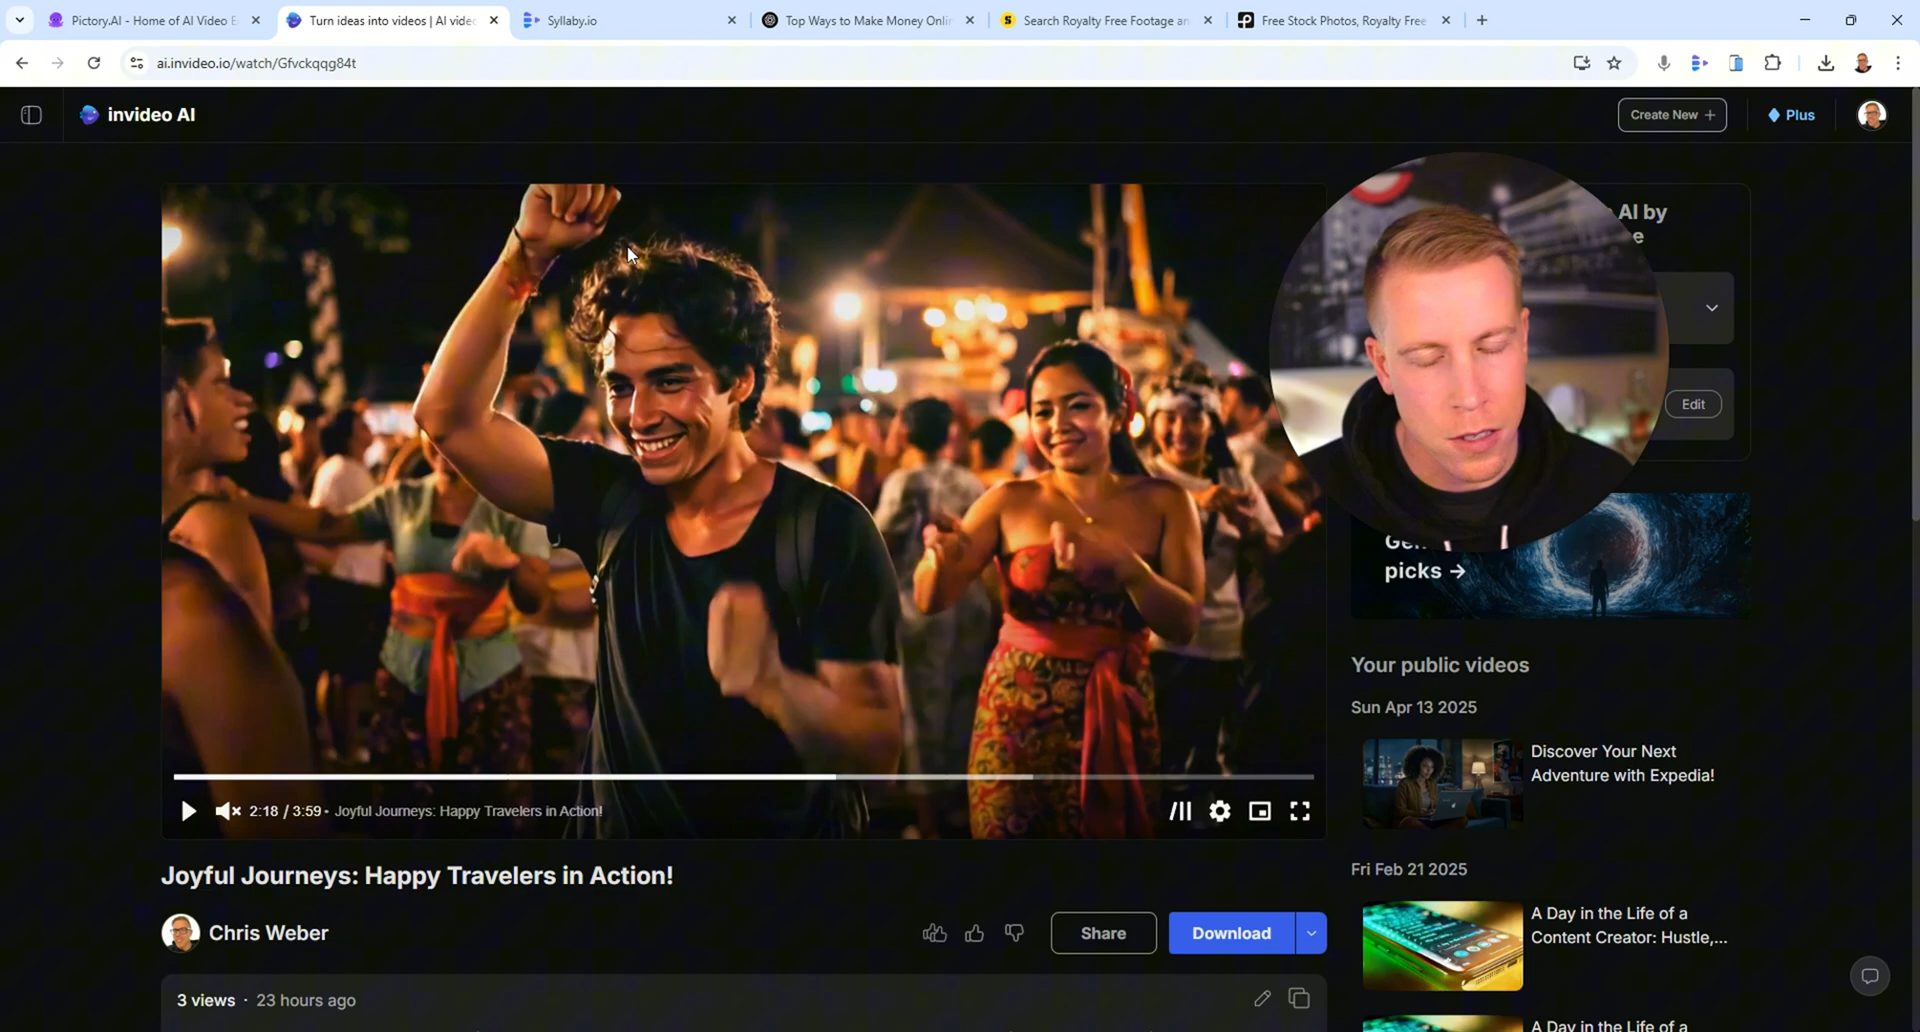 Pictory.AI - Home of AI Video E
Turn ideas into videos | AI vide
Syllaby.io
Top Ways to Make Money Onlin
Search Royalty Free Footage an
Free Stock Photos, Royalty Free
ai.invideo.io/watch/Gfvckqqg84t
invideo AI
Create New +
Plus
AI by
e
Edit
picks →
2:18 / 3:59 • Joyful Journeys: Happy Travelers in Action!
Your public videos
Sun Apr 13 2025
Discover Your Next
Adventure with Expedia!
Fri Feb 21 2025
A Day in the Life of a
Content Creator: Hustle,...
A Day in the Life of a
Joyful Journeys: Happy Travelers in Action!
Chris Weber
Share
Download
3 views · 23 hours ago